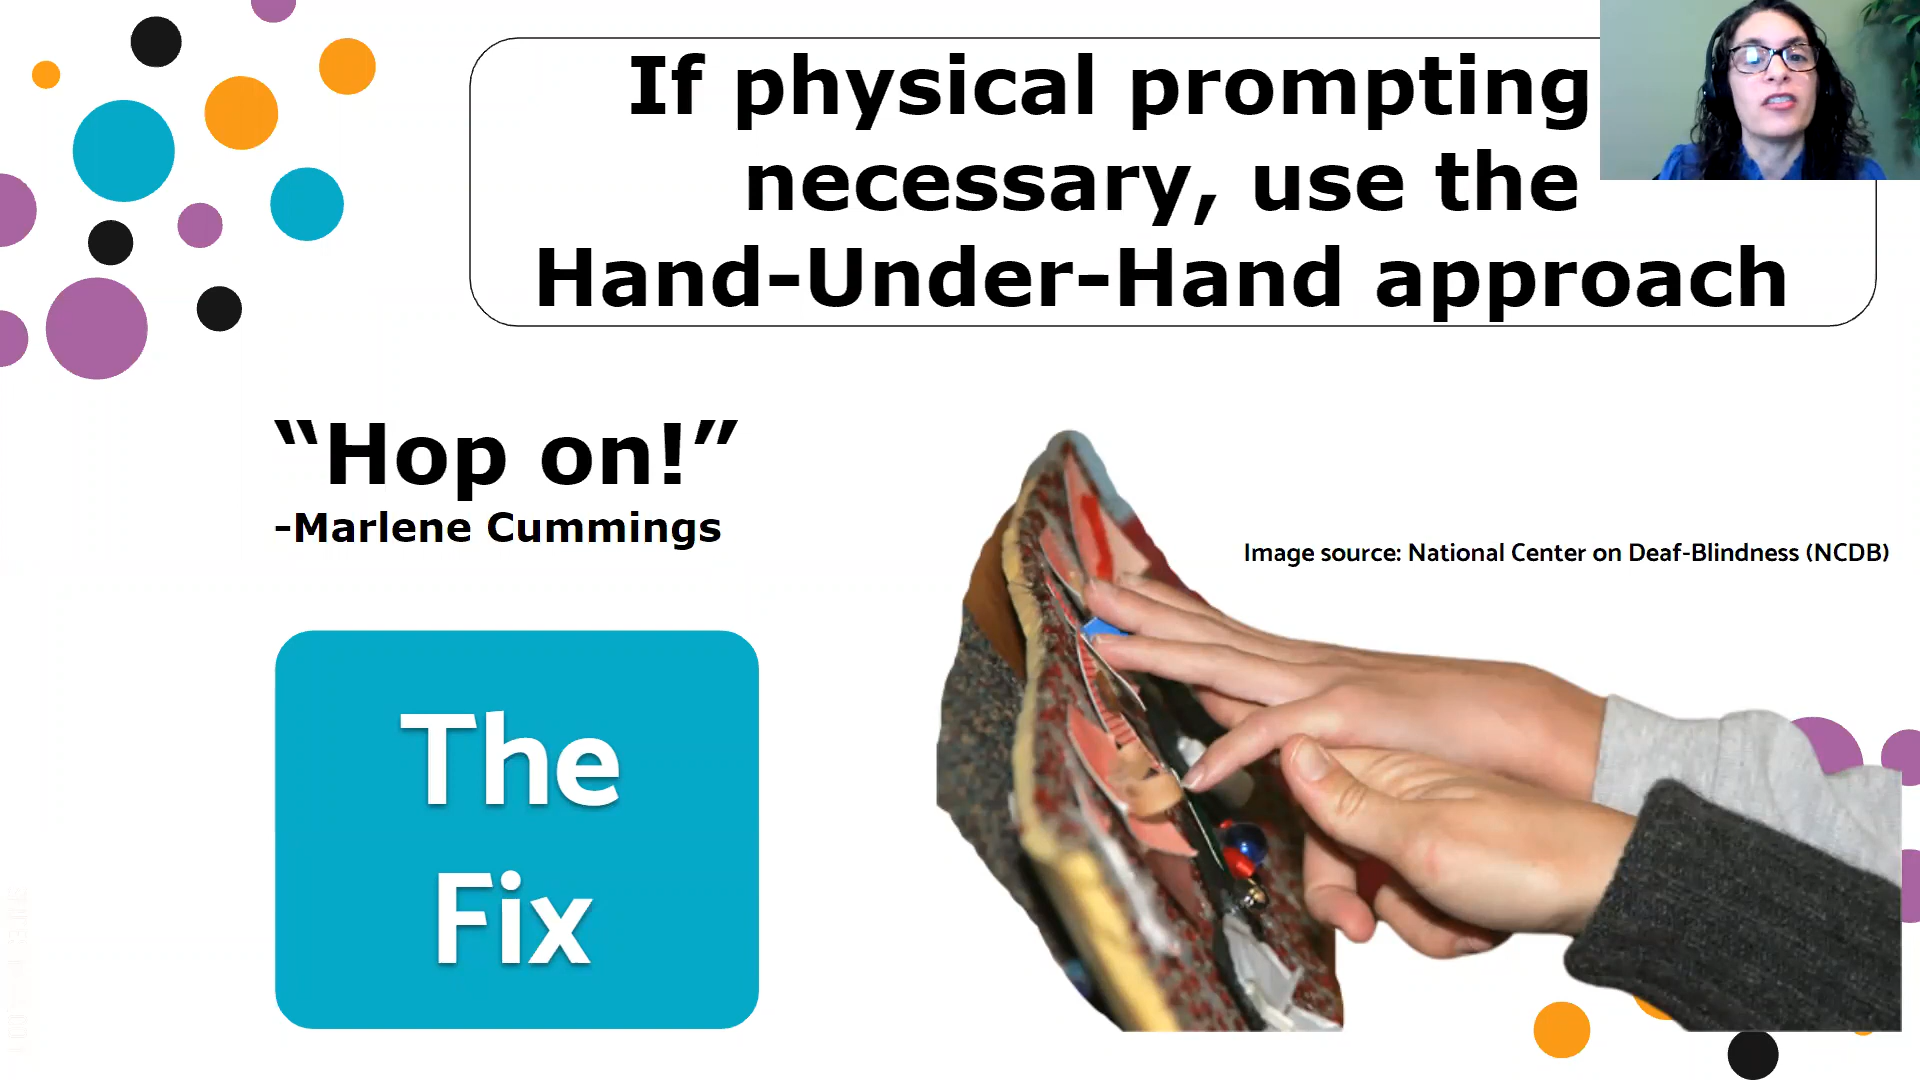 If physical prompting
necessary, use the
Hand-Under-Hand approach
“Hop on!”
-Marlene Cummings
Image source: National Center on Deaf-Blindness (NCDB)
The
Fix